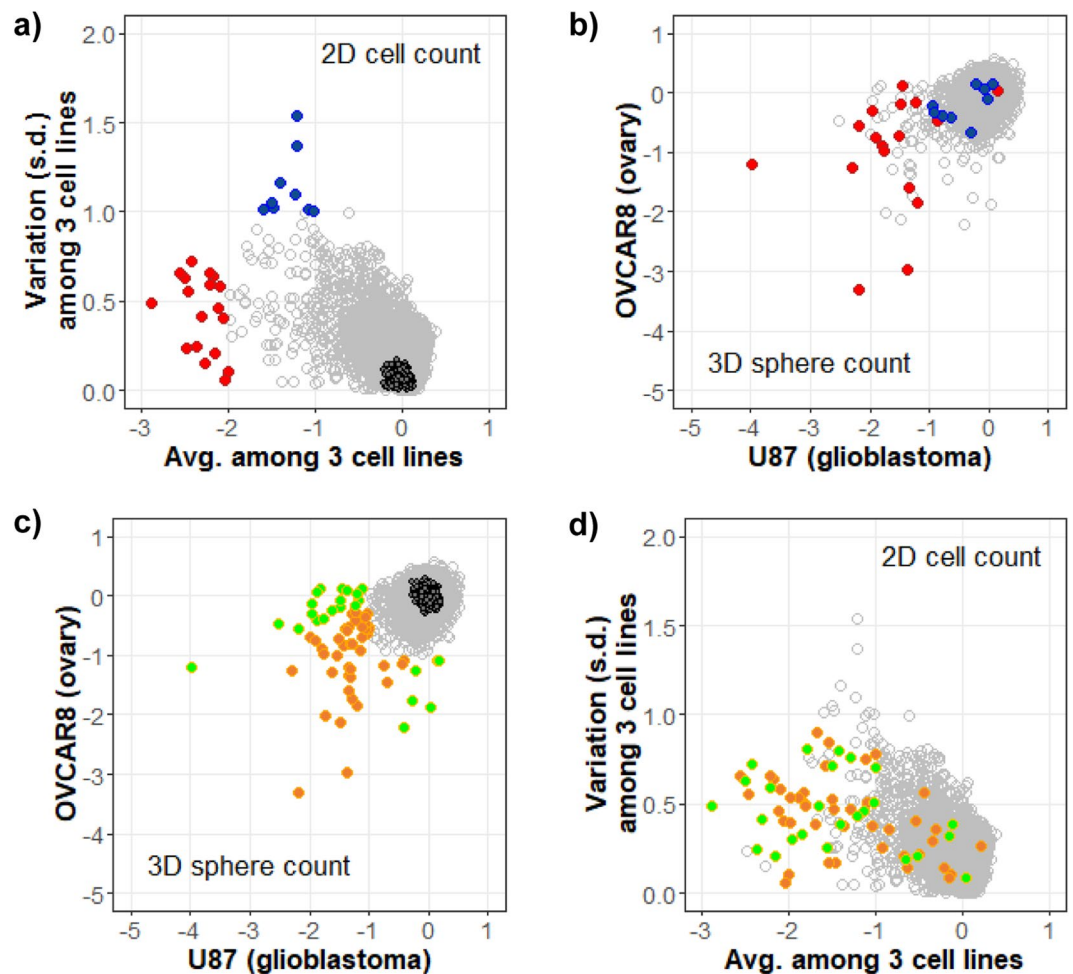 a)
2D cell count
2.0
1.5
1.0
0.5
0.0
Variation (s.d.)
among 3 cell lines
-3 -2 -1 0 1
Avg. among 3 cell lines
b)
1
0
-1
-2
-3
-4
-5
OVCAR8 (ovary)
3D sphere count
-5 -4 -3 -2 -1 0 1
U87 (glioblastoma)
c)
1
0
-1
-2
-3
-4
-5
OVCAR8 (ovary)
3D sphere count
-5 -4 -3 -2 -1 0 1
U87 (glioblastoma)
d)
2D cell count
2.0
1.5
1.0
0.5
0.0
Variation (s.d.)
among 3 cell lines
-3 -2 -1 0 1
Avg. among 3 cell lines